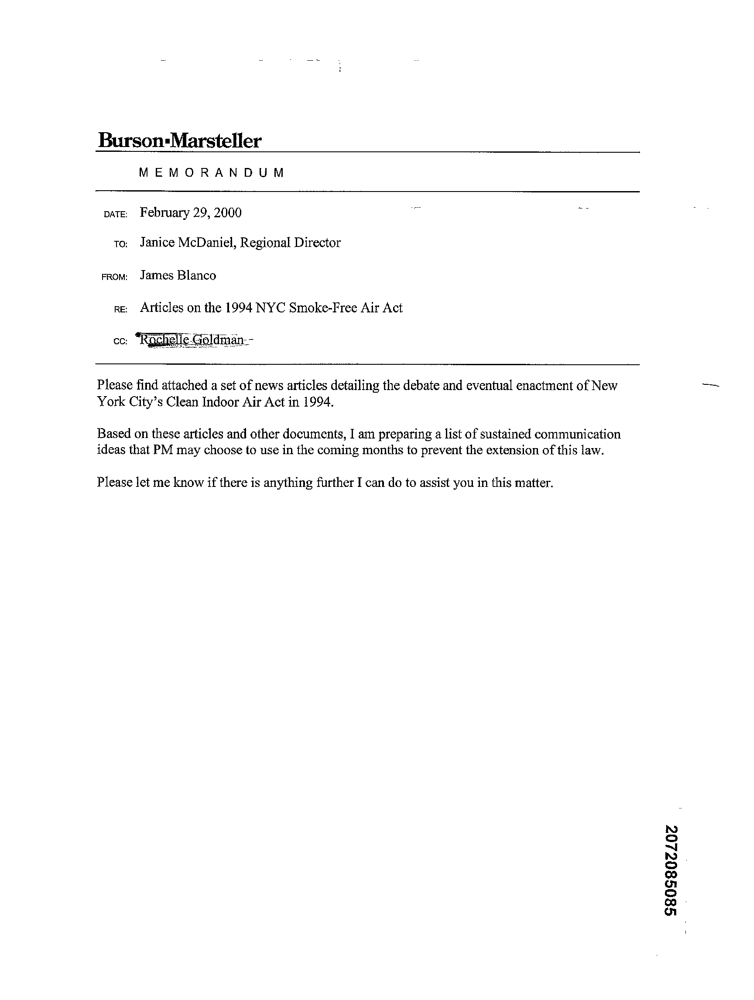 Burson▪Marsteller
M E M O R A N D U M
DATE: February 29, 2000
TO: Janice McDaniel, Regional Director
FROM: James Blanco
RE: Articles on the 1994 NYC Smoke-Free Air Act
CC: Rochelle Goldman
Please find attached a set of news articles detailing the debate and eventual enactment of New
York City's Clean Indoor Air Act in 1994.
Based on these articles and other documents, I am preparing a list of sustained communication
ideas that PM may choose to use in the coming months to prevent the extension of this law.
Please let me know if there is anything further I can do to assist you in this matter.
2072085085